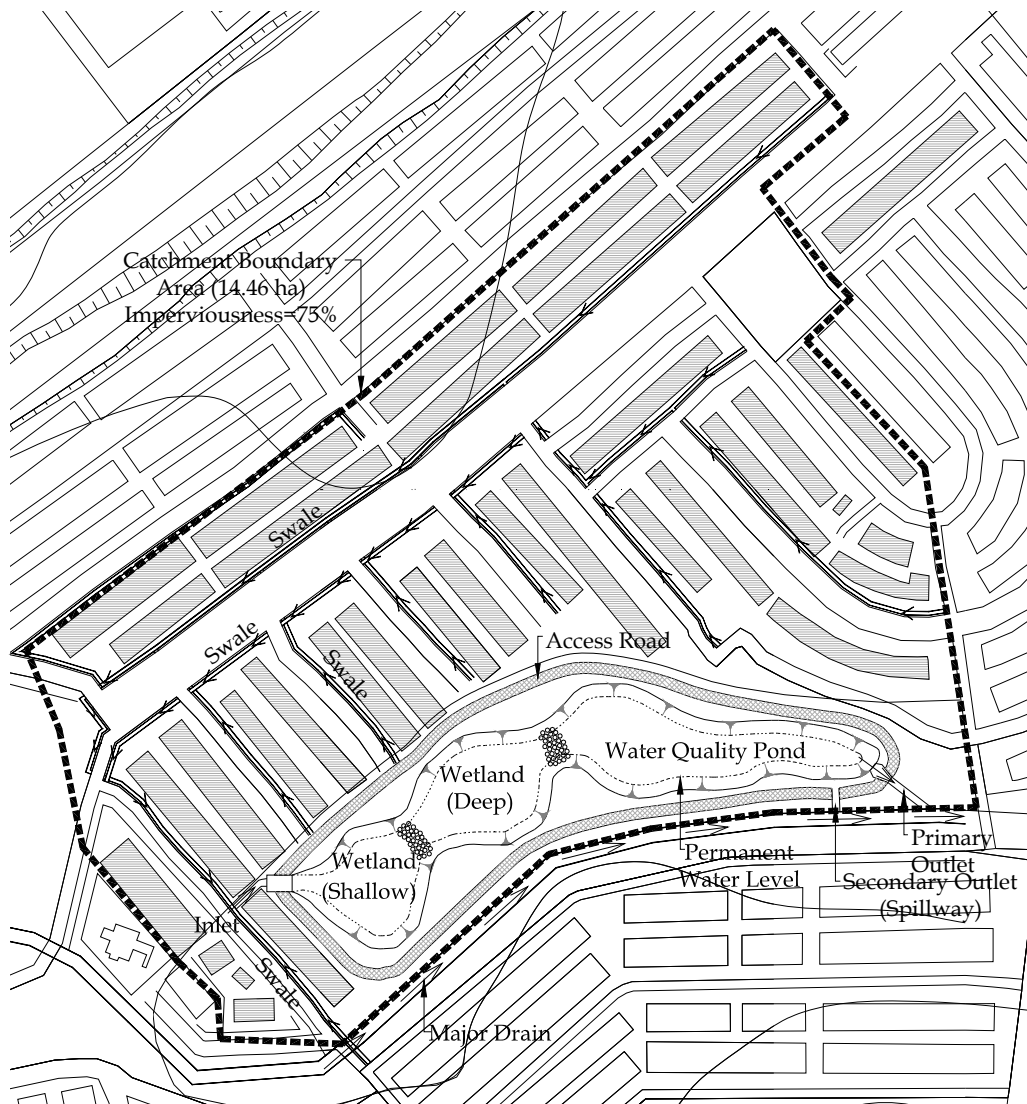 Catchment Boundary
Area (14.46 ha)
Imperviousness=75%
Swale
Swale
Swale
Access Road
Water Quality Pond
Wetland
(Deep)
Wetland
(Shallow)
Permanent
Water Level
Primary
Outlet
Secondary Outlet
(Spillway)
Inlet
Swale
Major Drain